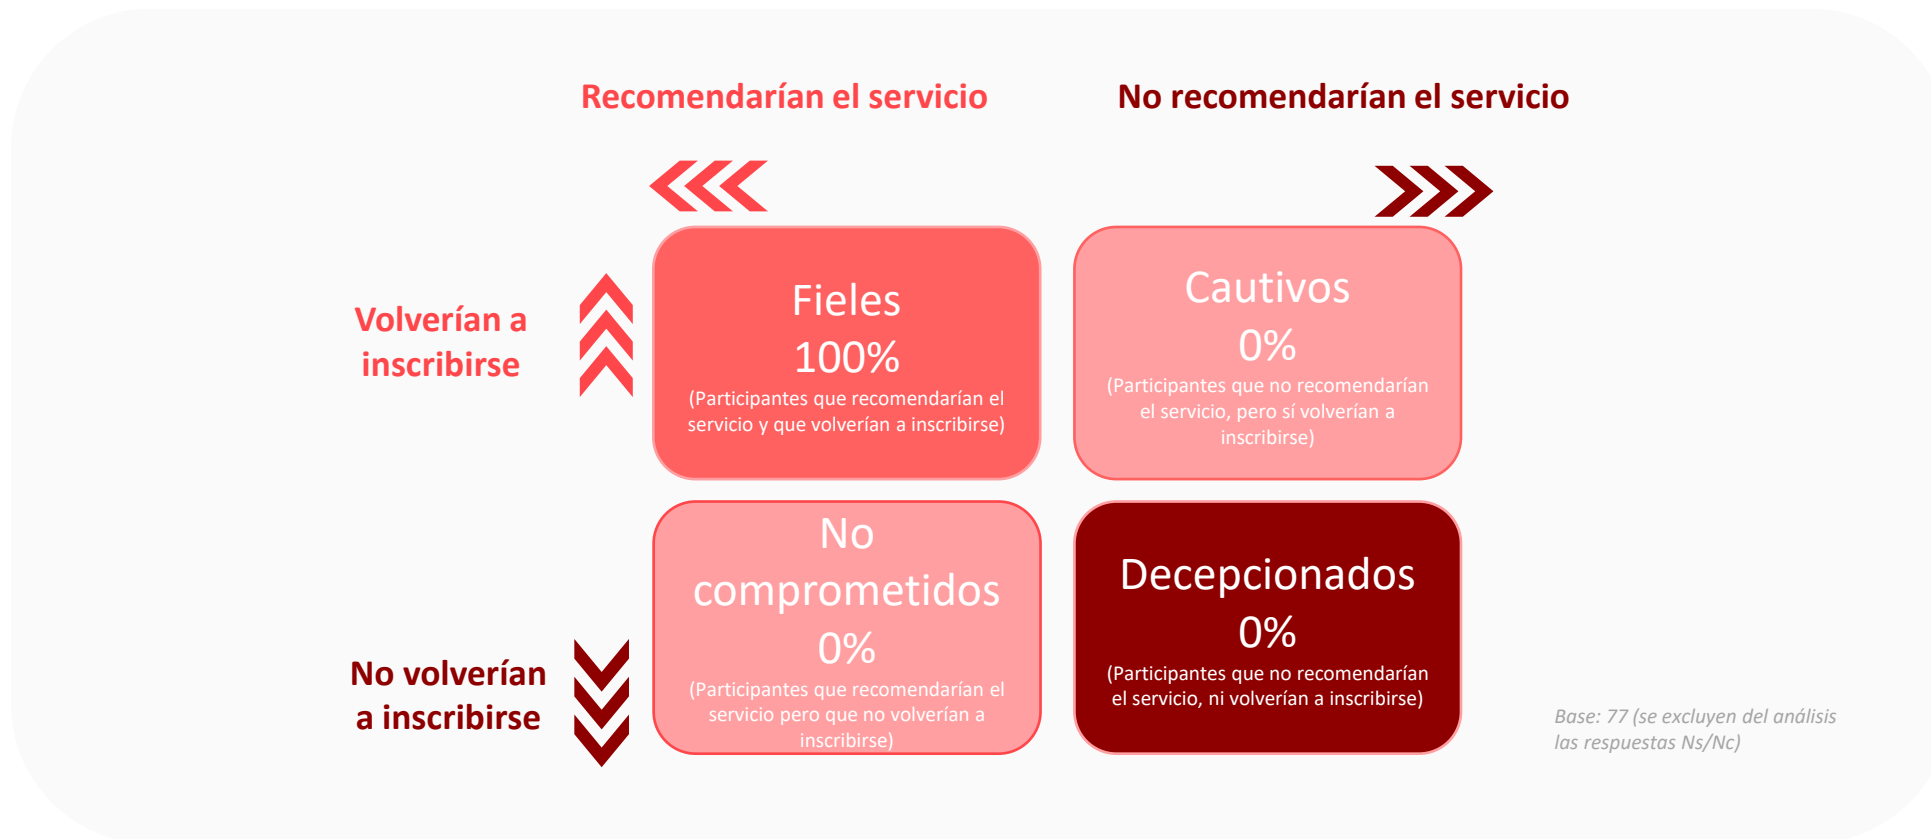 Recomendarían el servicio
No recomendarían el servicio
Volverían a
inscribirse
Fieles
100%
(Participantes que recomendarían el
servicio y que volverían a inscribirse)
Cautivos
0%
(Participantes que no recomendarían
el servicio, pero sí volverían a
inscribirse)
No volverían
a inscribirse
No
comprometidos
0%
(Participantes que recomendarían el
servicio pero que no volverían a
inscribirse)
Decepcionados
0%
(Participantes que no recomendarían
el servicio, ni volverían a inscribirse)
Base: 77 (se excluyen del análisis
las respuestas Ns/Nc)